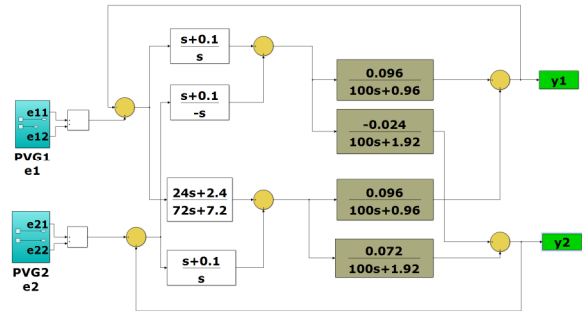 s+0.1
s
0.096
100s+0.96
y1
e11
e12
PVG1
e1
s+0.1
-s
-0.024
100s+1.92
24s+2.4
72s+7.2
0.096
100s+0.96
e21
e22
PVG2
e2
s+0.1
s
0.072
100s+1.92
y2